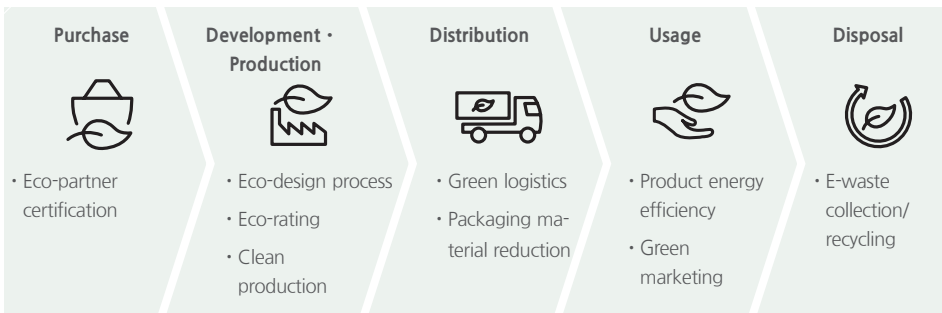 Purchase
· Eco-partner
certification
Development ·
Production
· Eco-design process
· Eco-rating
· Clean
production
Distribution
· Green logistics
· Packaging ma-
terial reduction
Usage
· Product energy
efficiency
· Green
marketing
Disposal
· E-waste
collection/
recycling